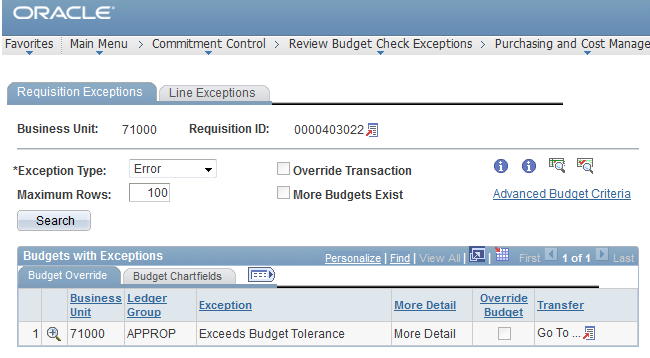 ORACLE®
Favorites Main Menu > Commitment Control > Review Budget Check Exceptions > Purchasing and Cost Manage
Requisition Exceptions Line Exceptions
Business Unit: 71000 Requisition ID: 0000403022
*Exception Type: Error Override Transaction
Maximum Rows: 100 More Budgets Exist Advanced Budget Criteria
Search
Budgets with Exceptions Personalize | Find | View All | | First 1 of 1 Last
Budget Override Budget Chartfields
Business Unit Ledger Group Exception More Detail Override Budget Transfer
1 71000 APPROP Exceeds Budget Tolerance More Detail Go To ...